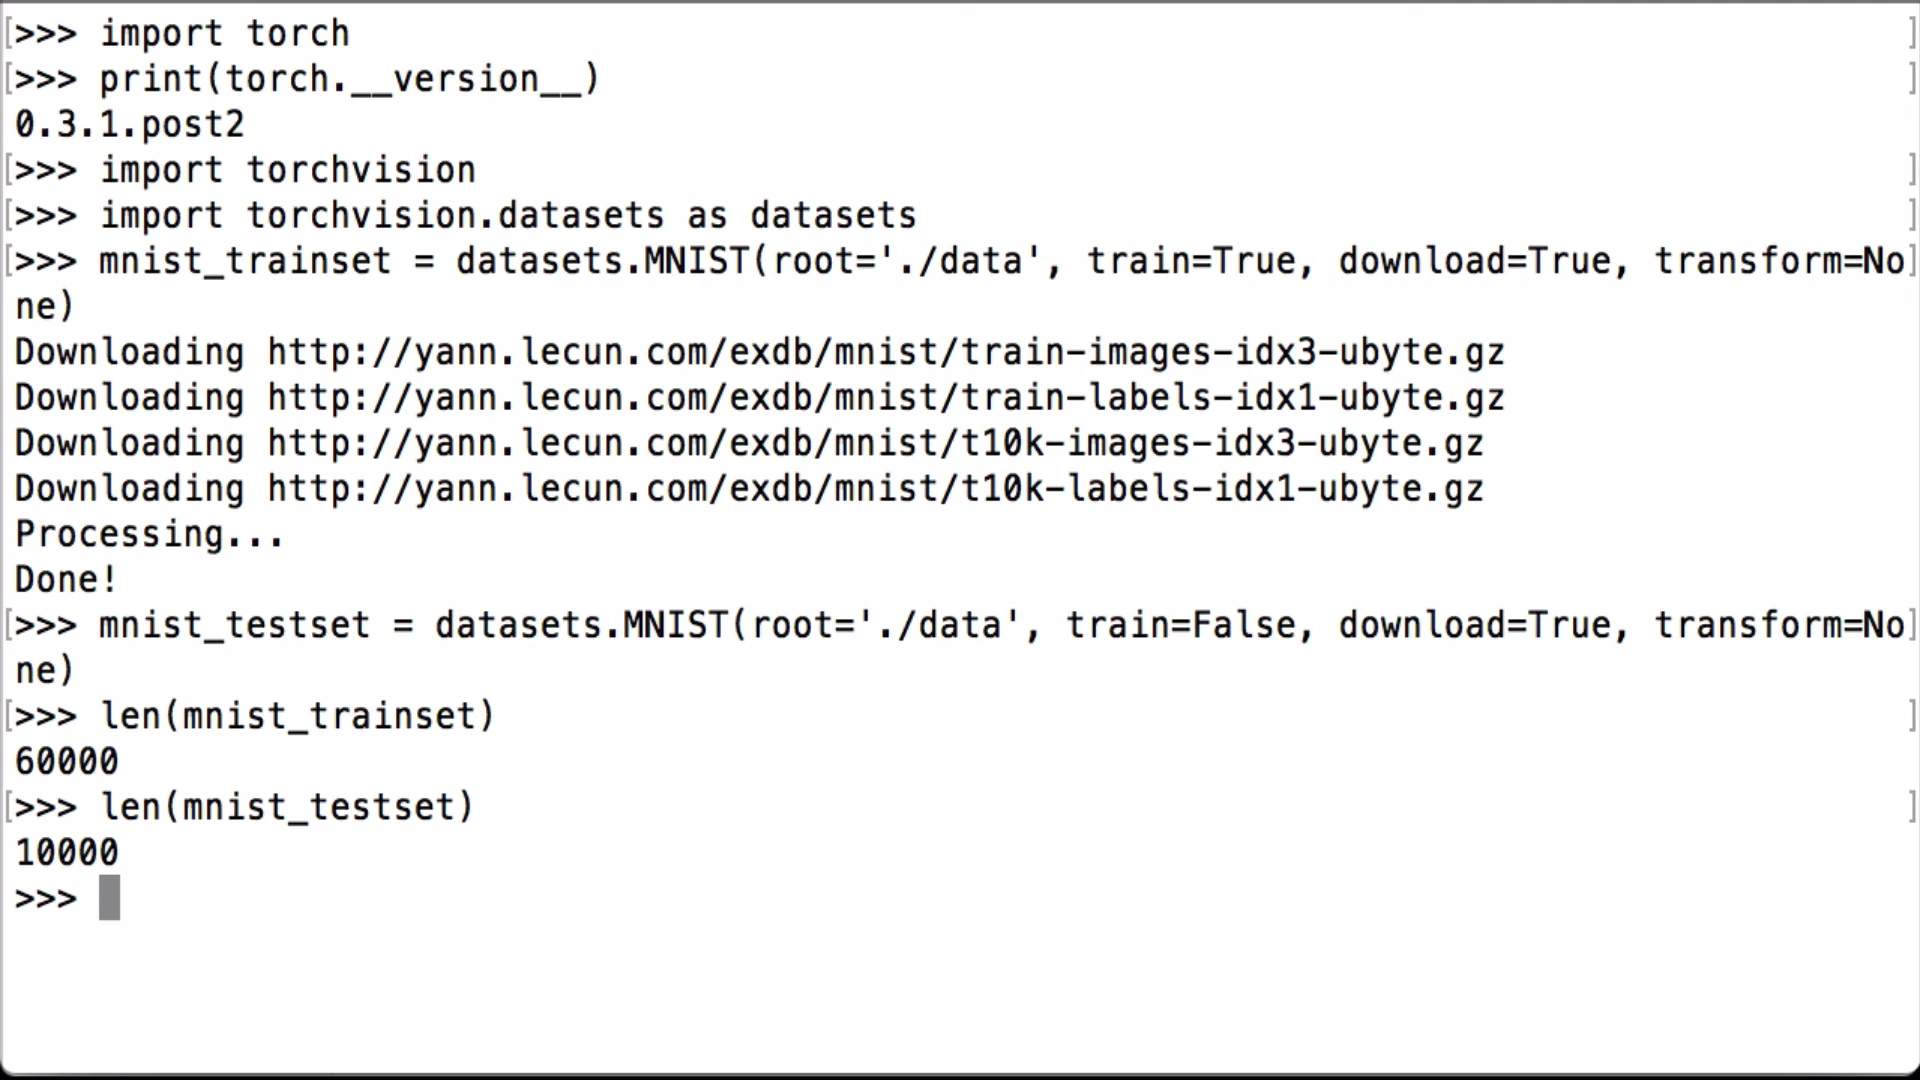 [>>> import torch ]
[>>> print(torch.__version__) ]
0.3.1.post2
[>>> import torchvision ]
[>>> import torchvision.datasets as datasets ]
[>>> mnist_trainset = datasets.MNIST(root='./data', train=True, download=True, transform=No]
ne)
Downloading http://yann.lecun.com/exdb/mnist/train-images-idx3-ubyte.gz
Downloading http://yann.lecun.com/exdb/mnist/train-labels-idx1-ubyte.gz
Downloading http://yann.lecun.com/exdb/mnist/t10k-images-idx3-ubyte.gz
Downloading http://yann.lecun.com/exdb/mnist/t10k-labels-idx1-ubyte.gz
Processing...
Done!
[>>> mnist_testset = datasets.MNIST(root='./data', train=False, download=True, transform=No]
ne)
[>>> len(mnist_trainset) ]
60000
[>>> len(mnist_testset) ]
10000
>>>